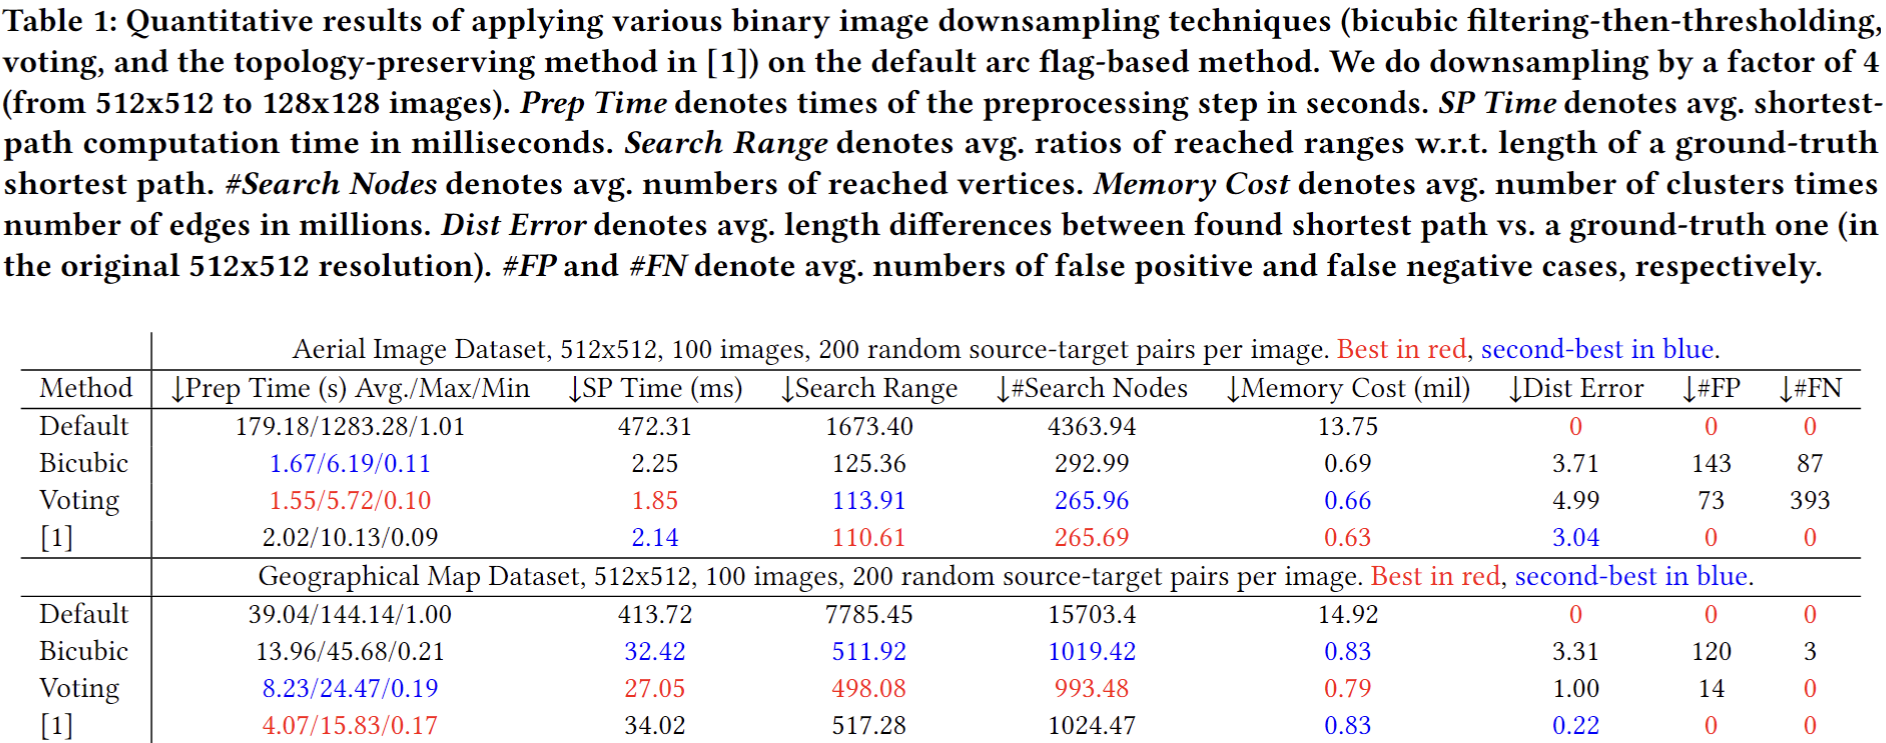 Table 1: Quantitative results of applying various binary image downsampling techniques (bicubic filtering-then-thresholding,
voting, and the topology-preserving method in [1]) on the default arc flag-based method. We do downsampling by a factor of 4
(from 512x512 to 128x128 images). Prep Time denotes times of the preprocessing step in seconds. SP Time denotes avg. shortest-
path computation time in milliseconds. Search Range denotes avg. ratios of reached ranges w.r.t. length of a ground-truth
shortest path. #Search Nodes denotes avg. numbers of reached vertices. Memory Cost denotes avg. number of clusters times
number of edges in millions. Dist Error denotes avg. length differences between found shortest path vs. a ground-truth one (in
the original 512x512 resolution). #FP and #FN denote avg. numbers of false positive and false negative cases, respectively.
Aerial Image Dataset, 512x512, 100 images, 200 random source-target pairs per image. Best in red, second-best in blue.
Method ↓Prep Time (s) Avg./Max/Min ↓SP Time (ms) ↓Search Range ↓#Search Nodes ↓Memory Cost (mil) ↓Dist Error ↓#FP ↓#FN
Default 179.18/1283.28/1.01 472.31 1673.40 4363.94 13.75 0 0 0
Bicubic 1.67/6.19/0.11 2.25 125.36 292.99 0.69 3.71 143 87
Voting 1.55/5.72/0.10 1.85 113.91 265.96 0.66 4.99 73 393
[1] 2.02/10.13/0.09 2.14 110.61 265.69 0.63 3.04 0 0
Geographical Map Dataset, 512x512, 100 images, 200 random source-target pairs per image. Best in red, second-best in blue.
Default 39.04/144.14/1.00 413.72 7785.45 15703.4 14.92 0 0 0
Bicubic 13.96/45.68/0.21 32.42 511.92 1019.42 0.83 3.31 120 3
Voting 8.23/24.47/0.19 27.05 498.08 993.48 0.79 1.00 14 0
[1] 4.07/15.83/0.17 34.02 517.28 1024.47 0.83 0.22 0 0